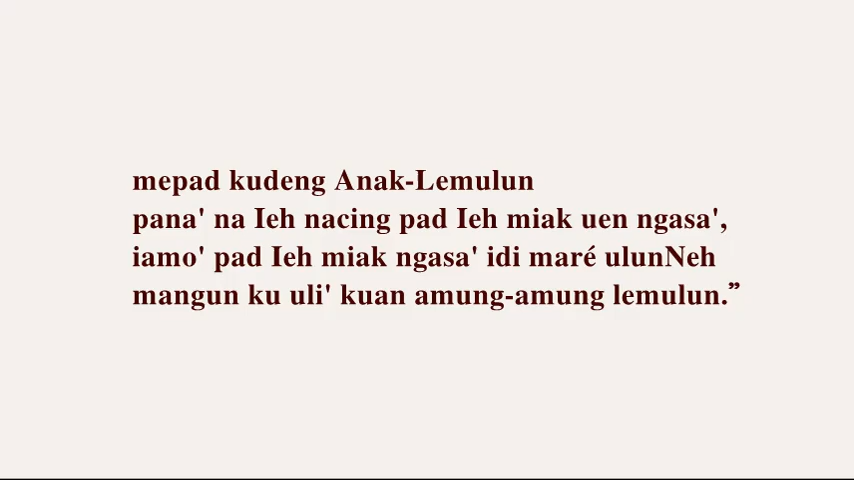 mepad kudeng Anak-Lemulun
pana' na Ieh nacing pad Ieh miak uen ngasa',
iamo' pad Ieh miak ngasa' idi maré ulunNeh
mangun ku uli' kuan amung-amung lemulun.”